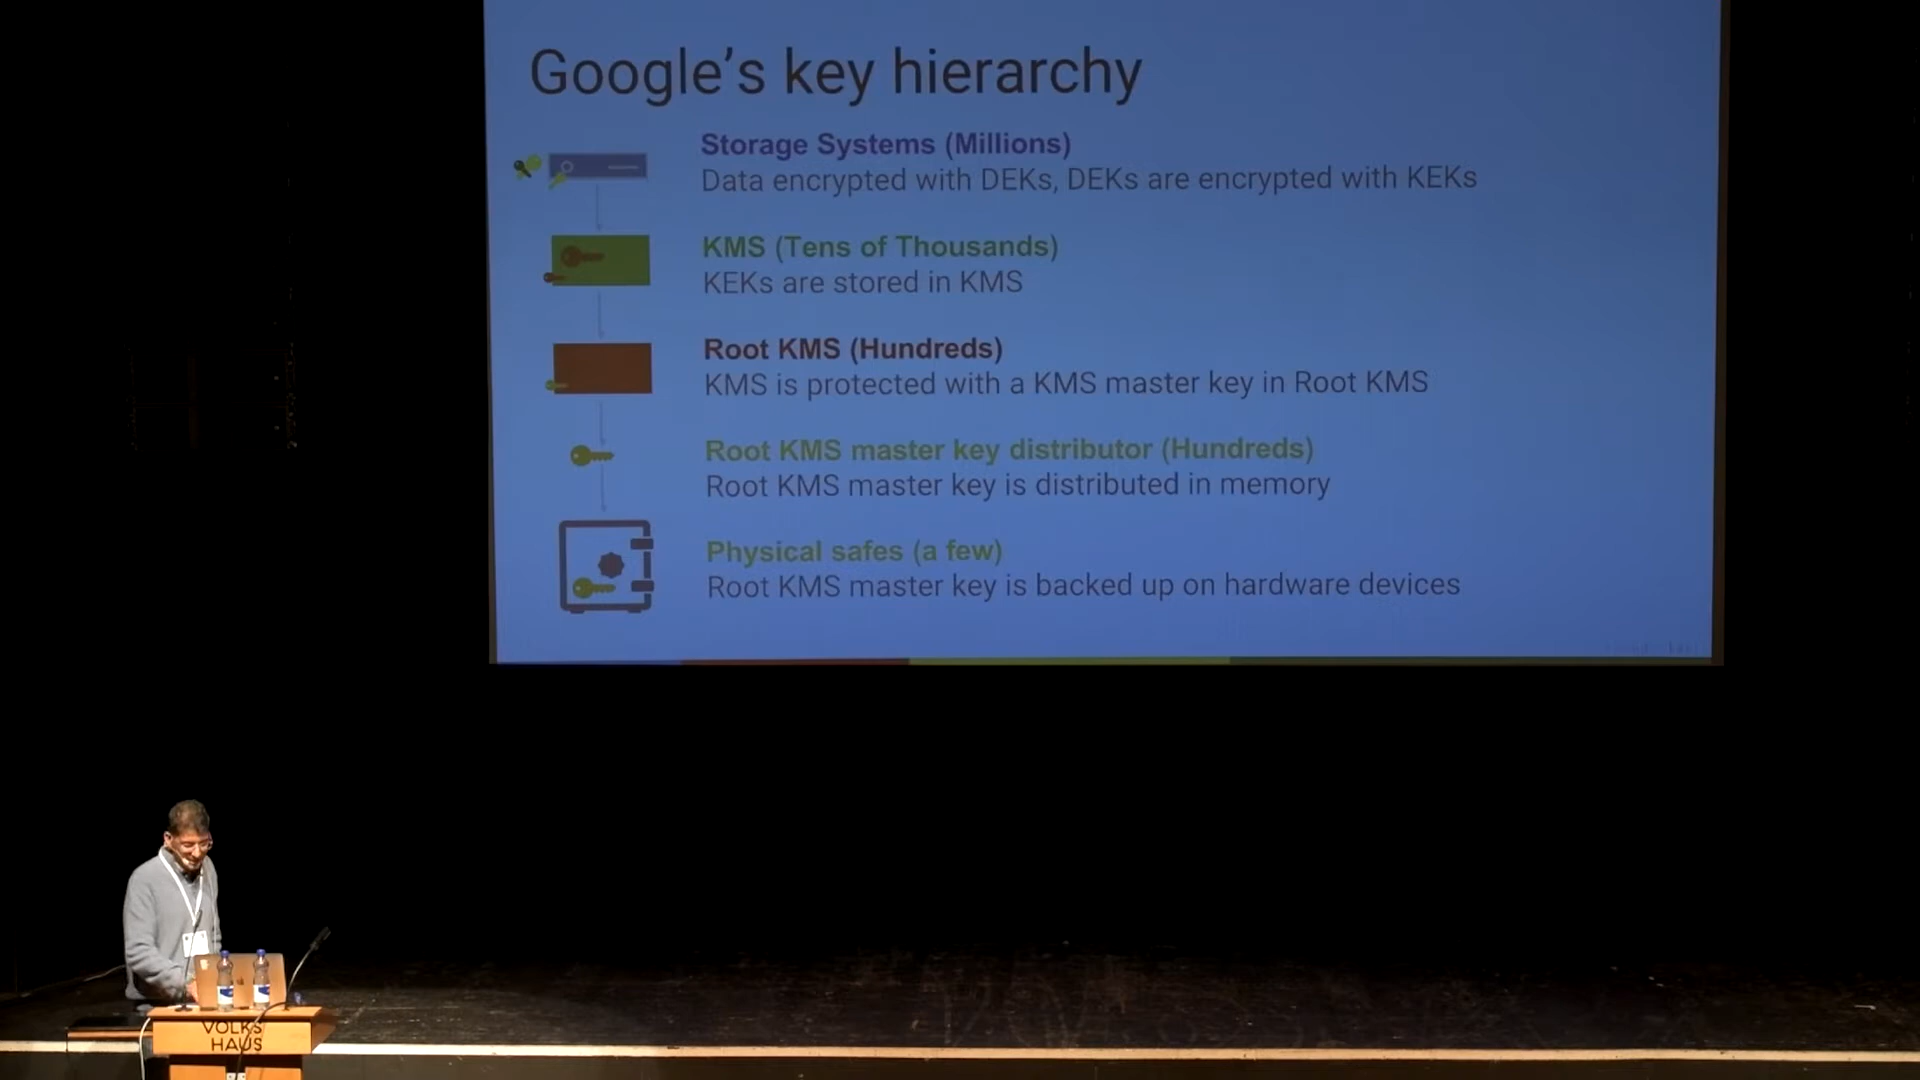 Google’s key hierarchy
Storage Systems (Millions)
Data encrypted with DEKs, DEKs are encrypted with KEKs
KMS (Tens of Thousands)
KEKs are stored in KMS
Root KMS (Hundreds)
KMS is protected with a KMS master key in Root KMS
Root KMS master key distributor (Hundreds)
Root KMS master key is distributed in memory
Physical safes (a few)
Root KMS master key is backed up on hardware devices
VOLKS
HAUS